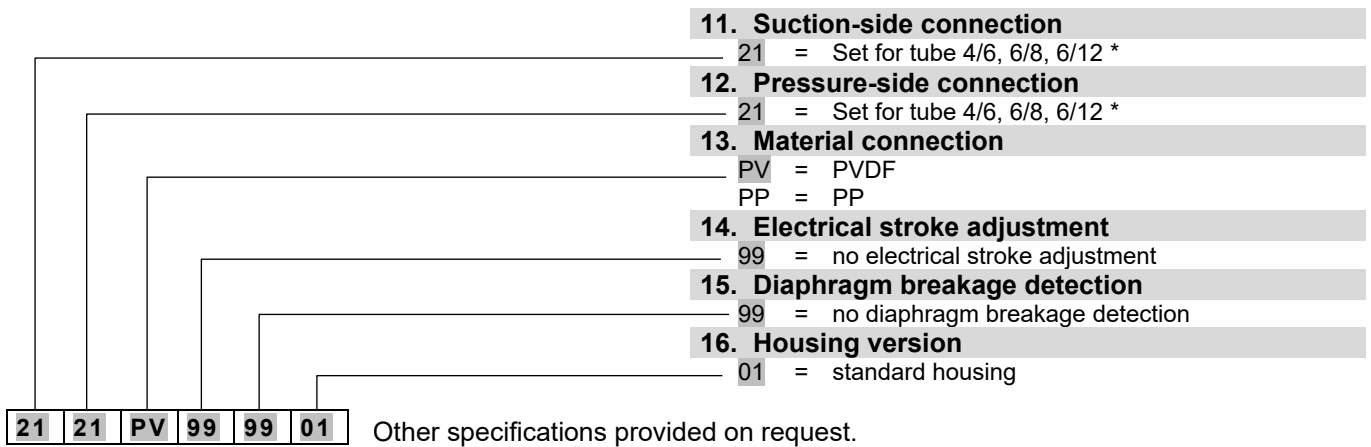 11. Suction-side connection
21 = Set for tube 4/6, 6/8, 6/12 *
12. Pressure-side connection
21 = Set for tube 4/6, 6/8, 6/12 *
13. Material connection
PV = PVDF
PP = PP
14. Electrical stroke adjustment
99 = no electrical stroke adjustment
15. Diaphragm breakage detection
99 = no diaphragm breakage detection
16. Housing version
01 = standard housing
21 21 PV 99 99 01 Other specifications provided on request.